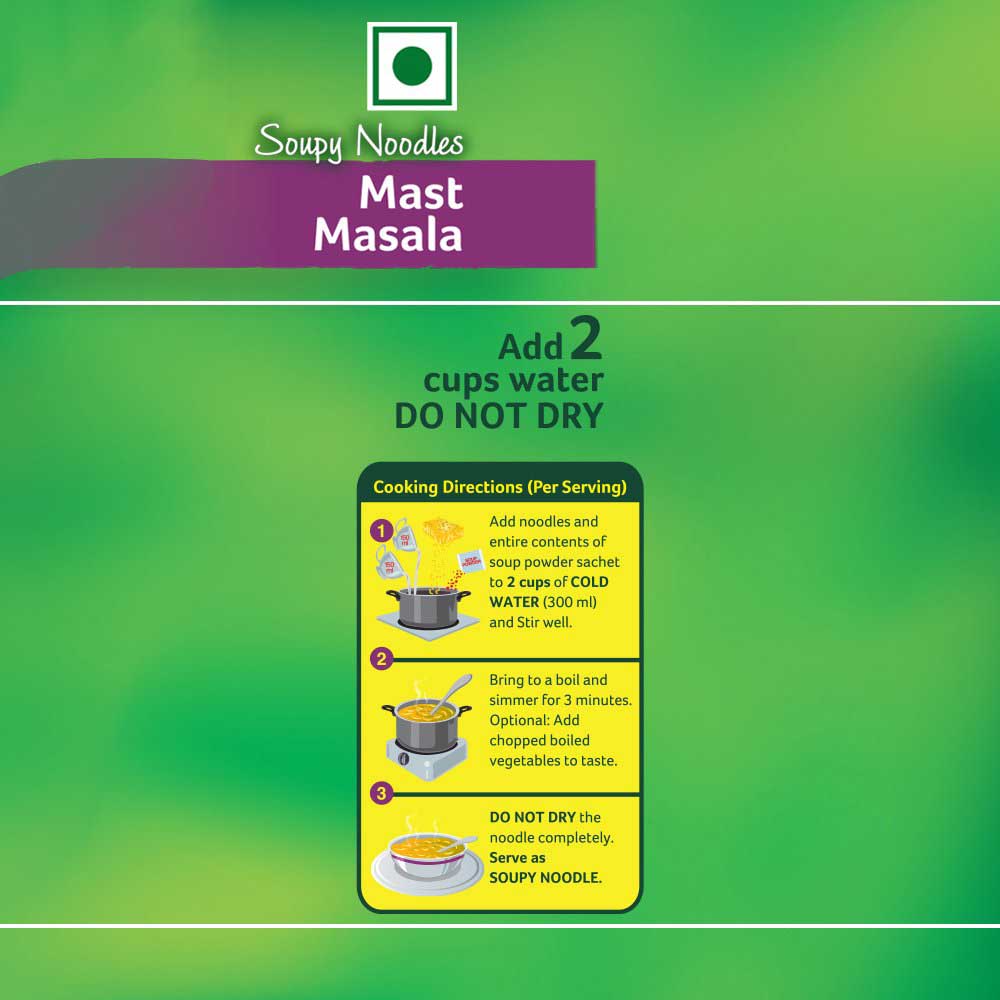 Soupy Noodles
Mast
Masala
Add 2
cups water
DO NOT DRY
Cooking Directions (Per Serving)
1
150
ml
150
ml
SOUP
POWDER
Add noodles and
entire contents of
soup powder sachet
to 2 cups of COLD
WATER (300 ml)
and Stir well.
2
Bring to a boil and
simmer for 3 minutes.
Optional: Add
chopped boiled
vegetables to taste.
3
DO NOT DRY the
noodle completely.
Serve as
SOUPY NOODLE.